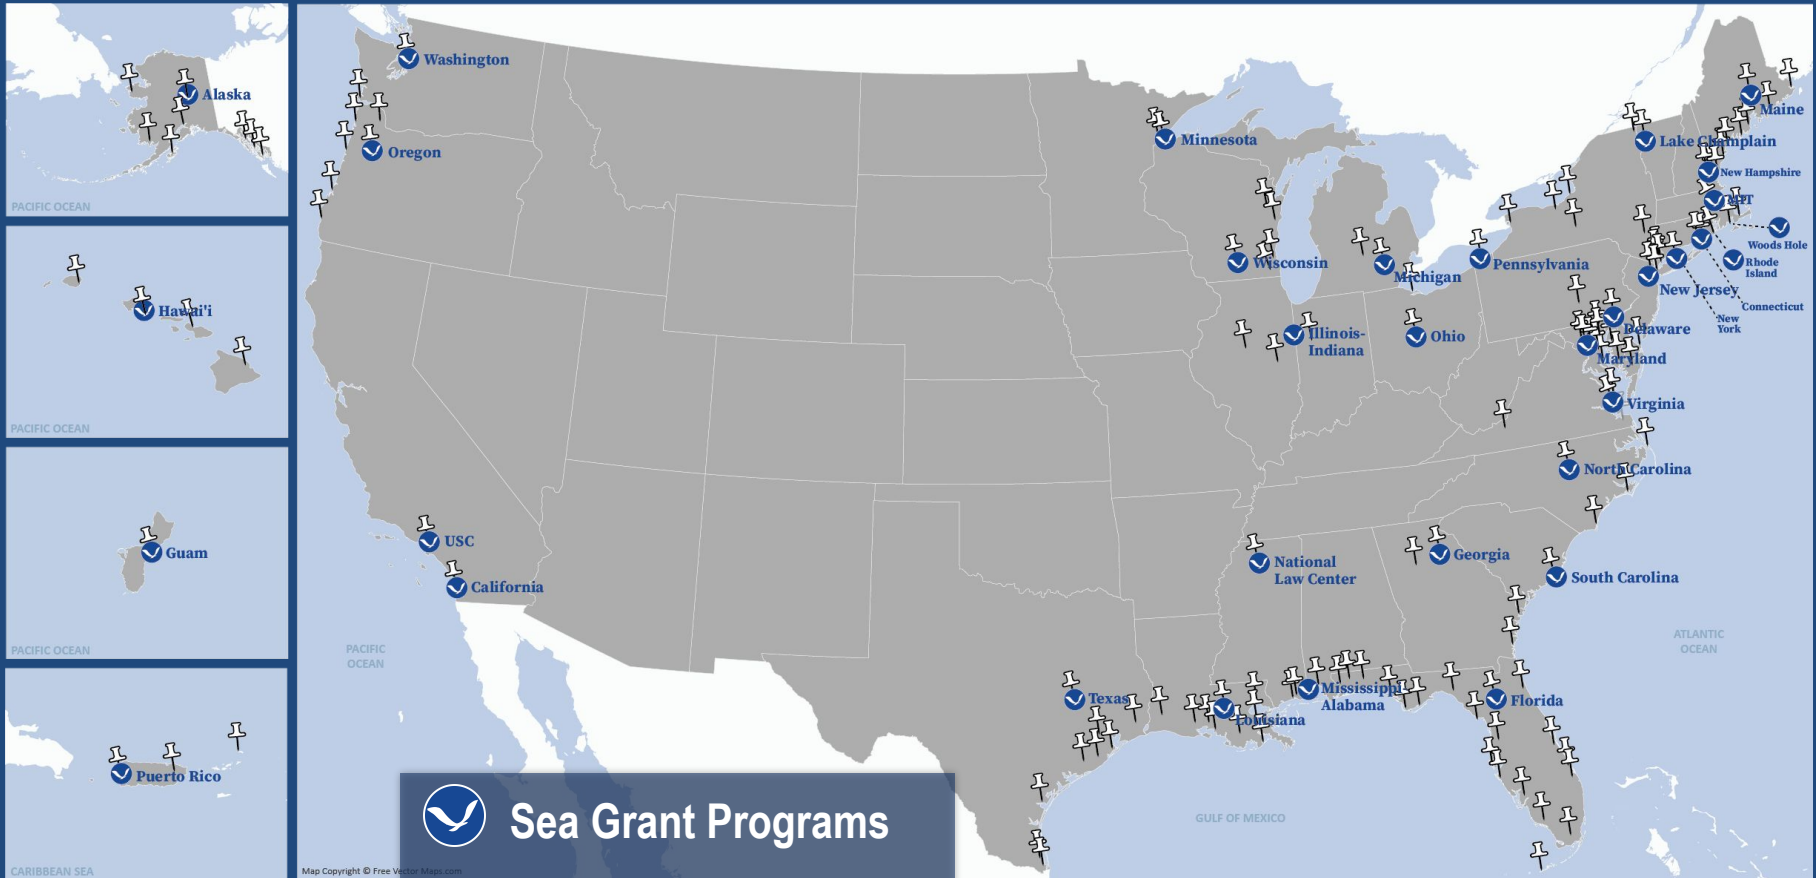 Alaska
PACIFIC OCEAN
Hawai'i
PACIFIC OCEAN
Guam
PACIFIC OCEAN
Puerto Rico
CARIBBEAN SEA
Washington
Oregon
USC
California
PACIFIC
OCEAN
Minnesota
Wisconsin
Michigan
Illinois-
Indiana
Ohio
Pennsylvania
Maine
Lake Champlain
New Hampshire
MIT
Woods Hole
Rhode
Island
Connecticut
New
York
New Jersey
Delaware
Maryland
Virginia
North Carolina
South Carolina
Georgia
National
Law Center
Texas
Louisiana
Mississippi-
Alabama
Florida
ATLANTIC
OCEAN
GULF OF MEXICO
Sea Grant Programs
Map Copyright © Free Vector Maps.com